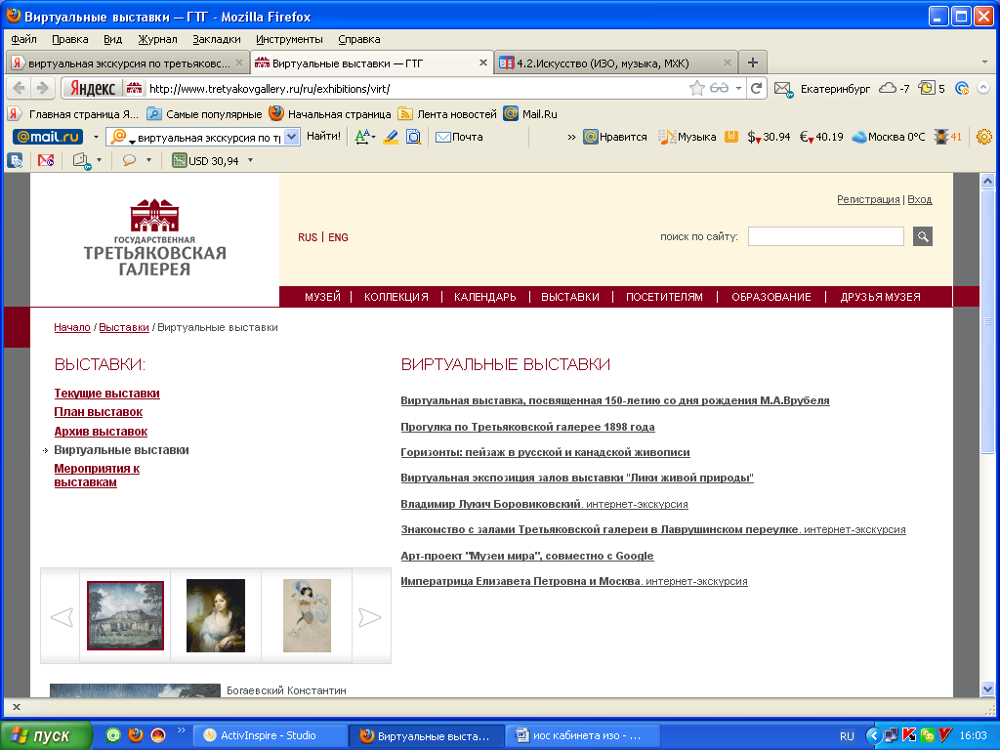 Виртуальные выставки — ГТГ - Mozilla Firefox
Файл Правка Вид Журнал Закладки Инструменты Справка
виртуальная экскурсия по третьяковс... Виртуальные выставки — ГТГ 4.2.Искусство (ИЗО, музыка, МХК)
Яндекс http://www.tretyakovgallery.ru/ru/exhibitions/virt/ Екатеринбург -7 5
Главная страница Я... Самые популярные Начальная страница Лента новостей Mail.Ru
@mail.ru виртуальная экскурсия по тр Найти! Почта » Нравится Музыка $ 30.94 € 40.19 Москва 0°C 41
USD 30,94
Регистрация | Вход
ГОСУДАРСТВЕННАЯ
ТРЕТЬЯКОВСКАЯ
ГАЛЕРЕЯ
RUS | ENG
поиск по сайту:
МУЗЕЙ | КОЛЛЕКЦИЯ | КАЛЕНДАРЬ | ВЫСТАВКИ | ПОСЕТИТЕЛЯМ | ОБРАЗОВАНИЕ | ДРУЗЬЯ МУЗЕЯ
Начало / Выставки / Виртуальные выставки
ВЫСТАВКИ:
Текущие выставки
План выставок
Архив выставок
Виртуальные выставки
Мероприятия к
выставкам
ВИРТУАЛЬНЫЕ ВЫСТАВКИ
Виртуальная выставка, посвященная 150-летию со дня рождения М.А.Врубеля
Прогулка по Третьяковской галерее 1898 года
Горизонты: пейзаж в русской и канадской живописи
Виртуальная экспозиция залов выставки "Лики живой природы"
Владимир Лукич Боровиковский. интернет-экскурсия
Знакомство с залами Третьяковской галереи в Лаврушинском переулке. интернет-экскурсия
Арт-проект "Музеи мира", совместно с Google
Императрица Елизавета Петровна и Москва. интернет-экскурсия
Богаевский Константин
пуск » ActivInspire - Studio Виртуальные выста... иос кабинета изо - ... RU 16:03